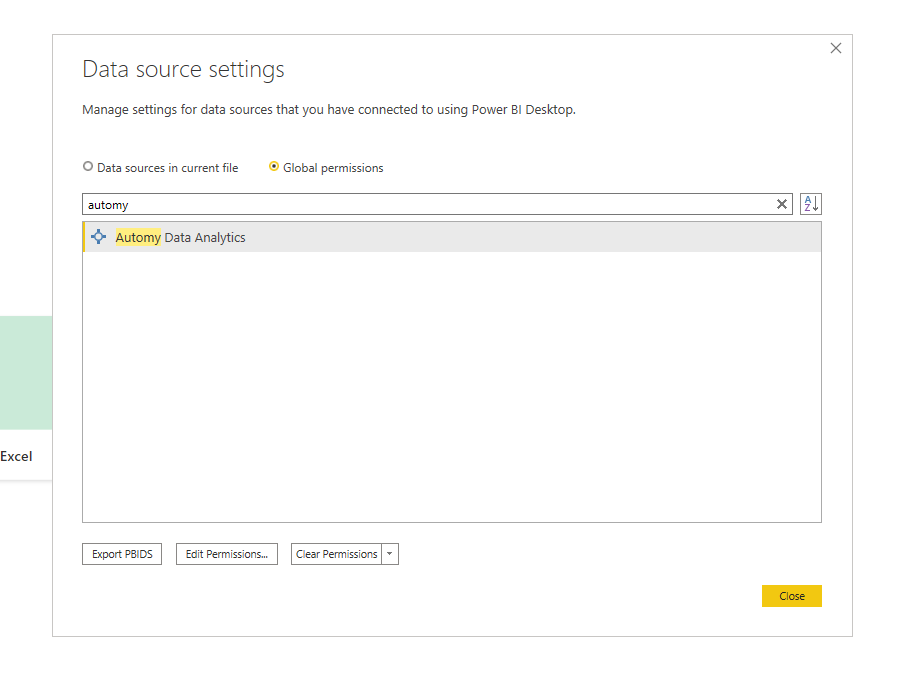 Data source settings
Manage settings for data sources that you have connected to using Power BI Desktop.
Data sources in current file Global permissions
automy
Automy Data Analytics
Excel
Export PBIDS Edit Permissions... Clear Permissions
Close